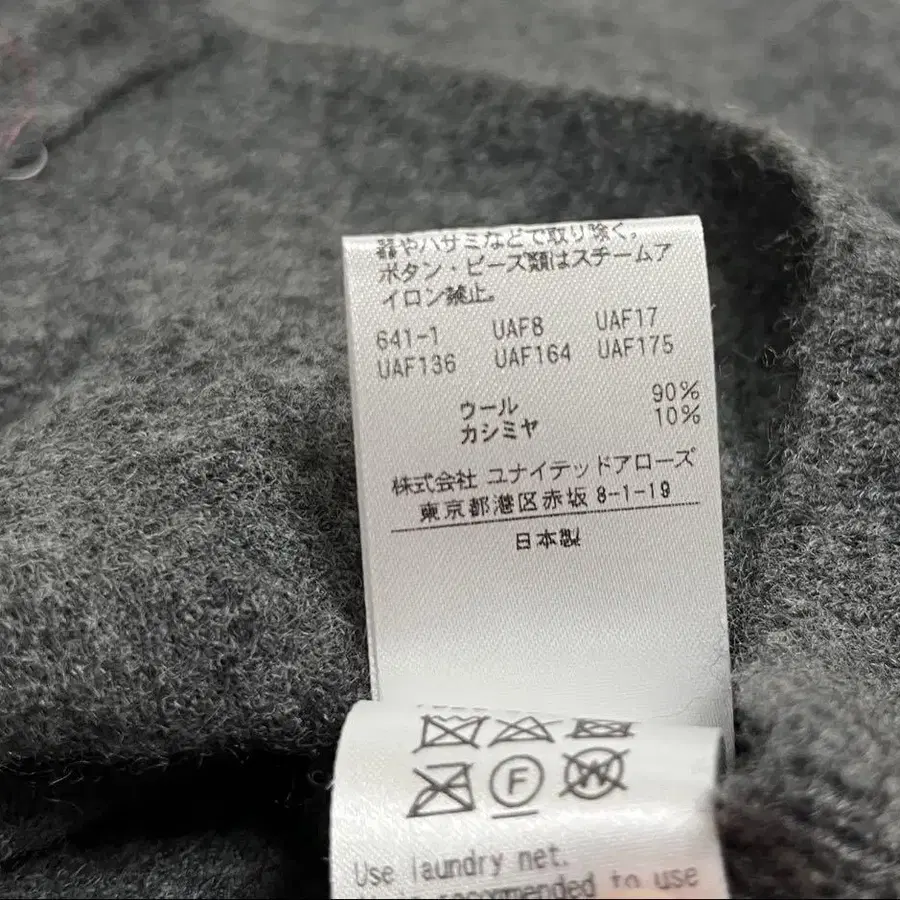 器やハサミなどで取り除く。
ボタン・ビーズ類はスチームア
イロン禁止。
641-1 UAF8 UAF17
UAF136 UAF164 UAF175
ウール 90%
カシミヤ 10%
株式会社 ユナイテッドアローズ
東京都港区赤坂 8-1-19
日本製
F
W
Use laundry net.
recommended to use